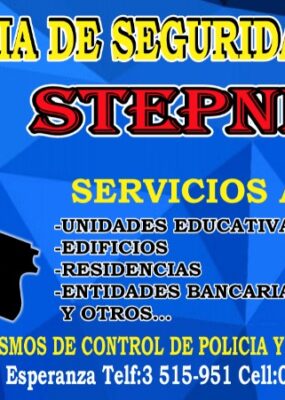 IA DE SEGURIDA
STEPN
SERVICIOS A
-UNIDADES EDUCATIVA
-EDIFICIOS
-RESIDENCIAS
-ENTIDADES BANCARIA
Y OTROS...
SMOS DE CONTROL DE POLICIA Y
Esperanza Telf:3 515-951 Cell:0